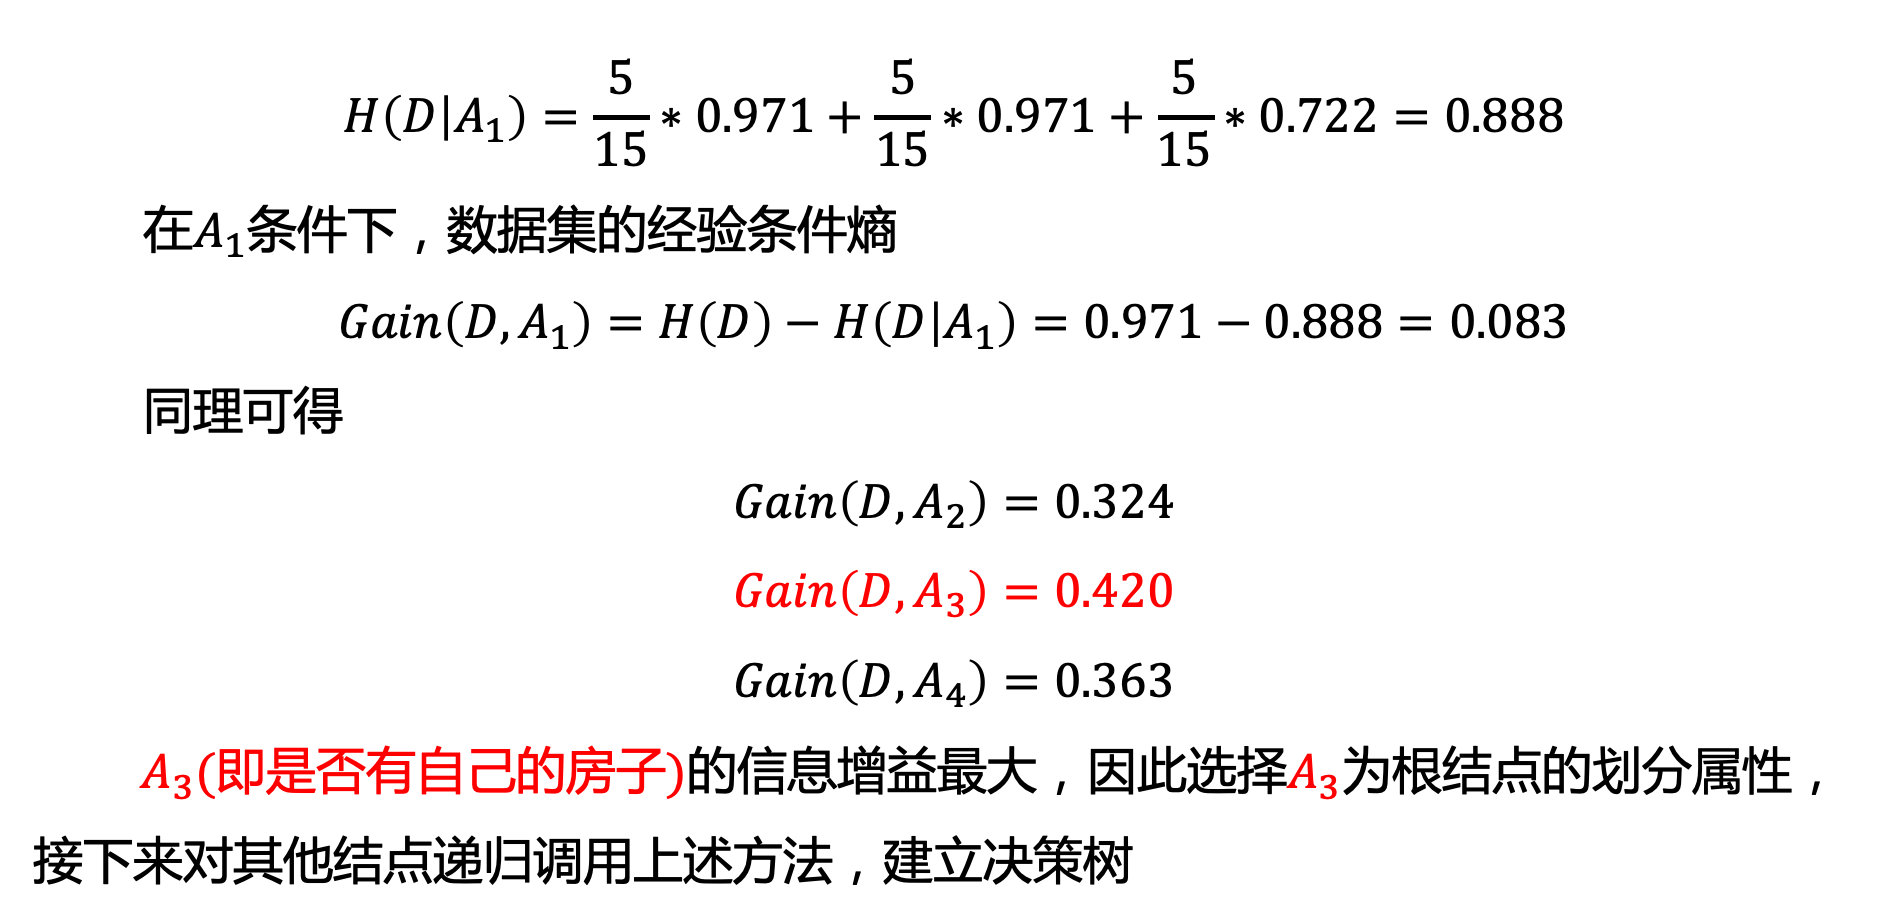 H(D|A₁) = 5/15 * 0.971 + 5/15 * 0.971 + 5/15 * 0.722 = 0.888
在A₁条件下，数据集的经验条件熵
Gain(D, A₁) = H(D) − H(D|A₁) = 0.971 − 0.888 = 0.083
同理可得
Gain(D, A₂) = 0.324
Gain(D, A₃) = 0.420
Gain(D, A₄) = 0.363
A₃(即是否有自己的房子)的信息增益最大，因此选择A₃为根结点的划分属性，
接下来对其他结点递归调用上述方法，建立决策树